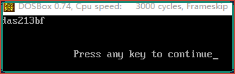 DOSBox 0.74, Cpu speed: 3000 cycles, Frameskip
das213bf
Press any key to continue_